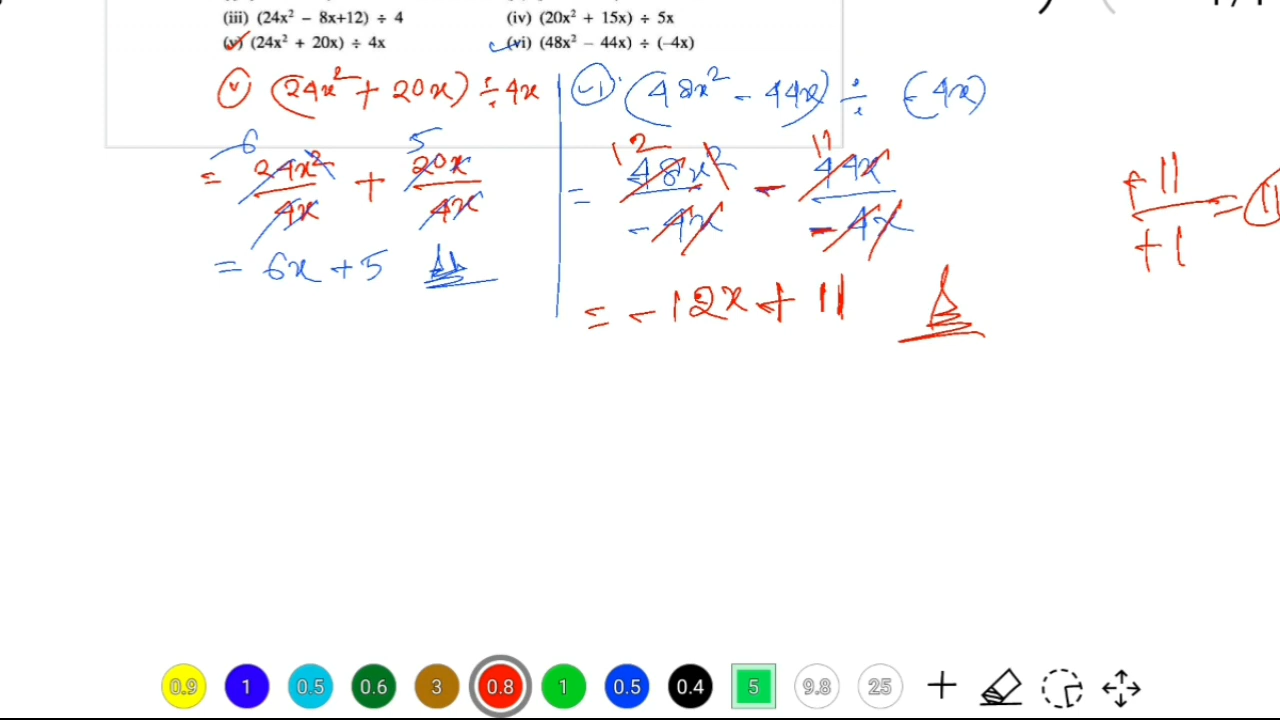 (iii) (24x² − 8x+12) ÷ 4
(iv) (20x² + 15x) ÷ 5x
(v) (24x² + 20x) ÷ 4x
(vi) (48x² − 44x) ÷ (−4x)
(v) (24x² + 20x) ÷ 4x
= 24x²/4x + 20x/4x
6 5
= 6x + 5
(vi) (48x² - 44x) ÷ (-4x)
12 11
= 48x²/-4x - 44x/-4x
= -12x + 11
+11/+1 = 11
0.9 1 0.5 0.6 3 0.8 1 0.5 0.4 5 9.8 25